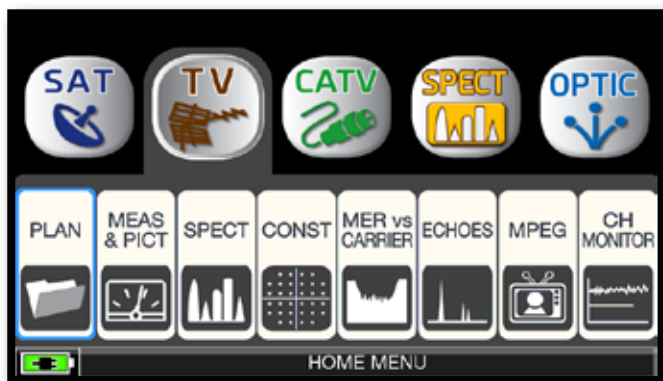 SAT
TV
CATV
SPECT
OPTIC
PLAN
MEAS
& PICT
SPECT
CONST
MER vs
CARRIER
ECHOES
MPEG
CH
MONITOR
HOME MENU